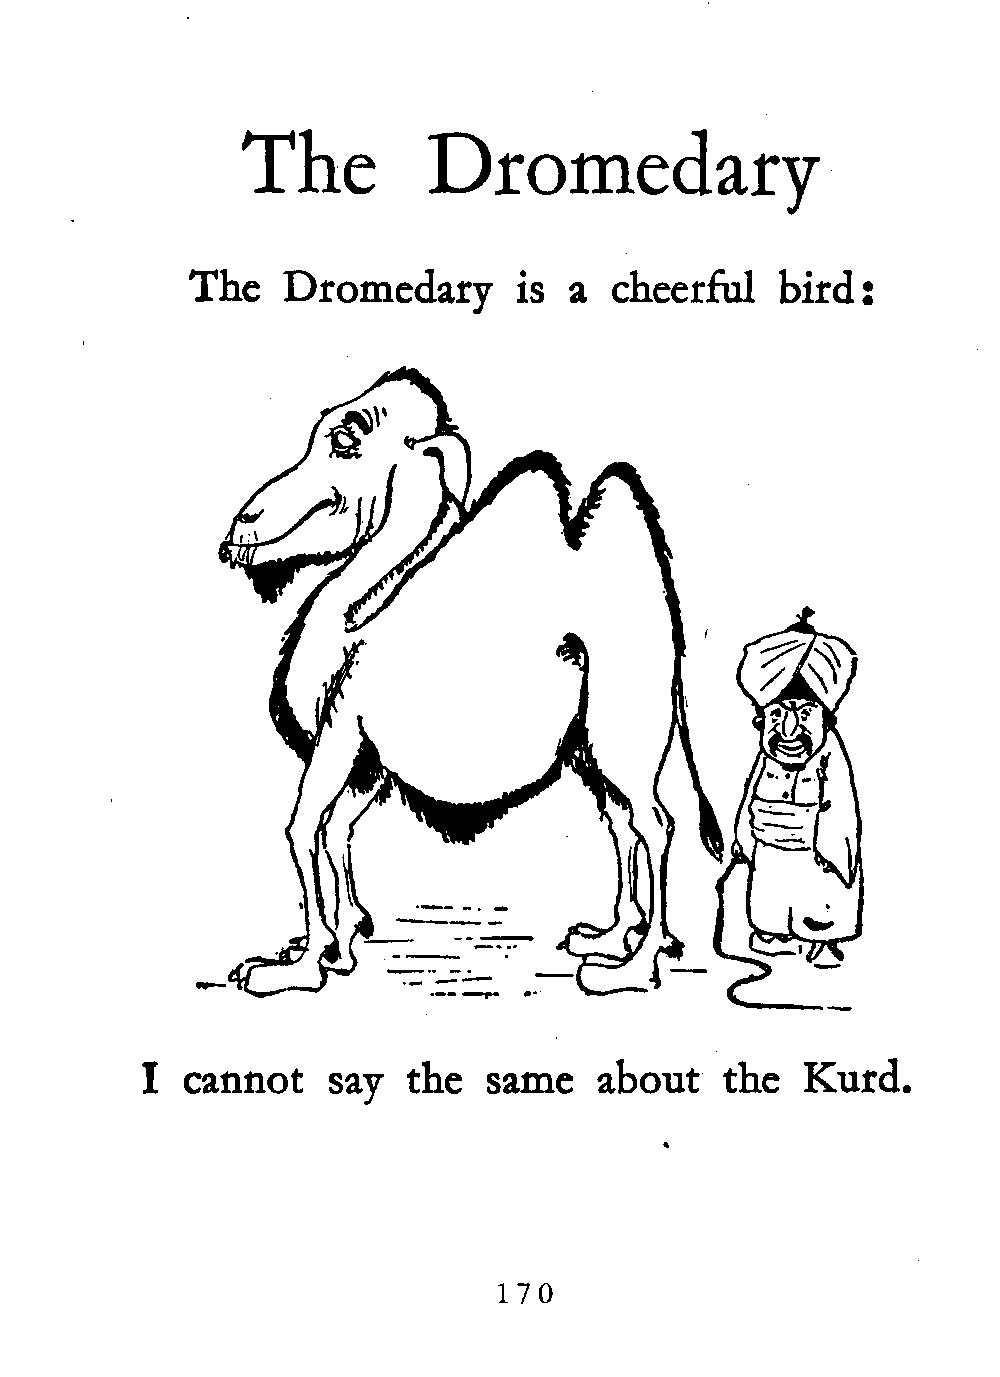 The Dromedary
The Dromedary is a cheerful bird:
I cannot say the same about the Kurd.
170